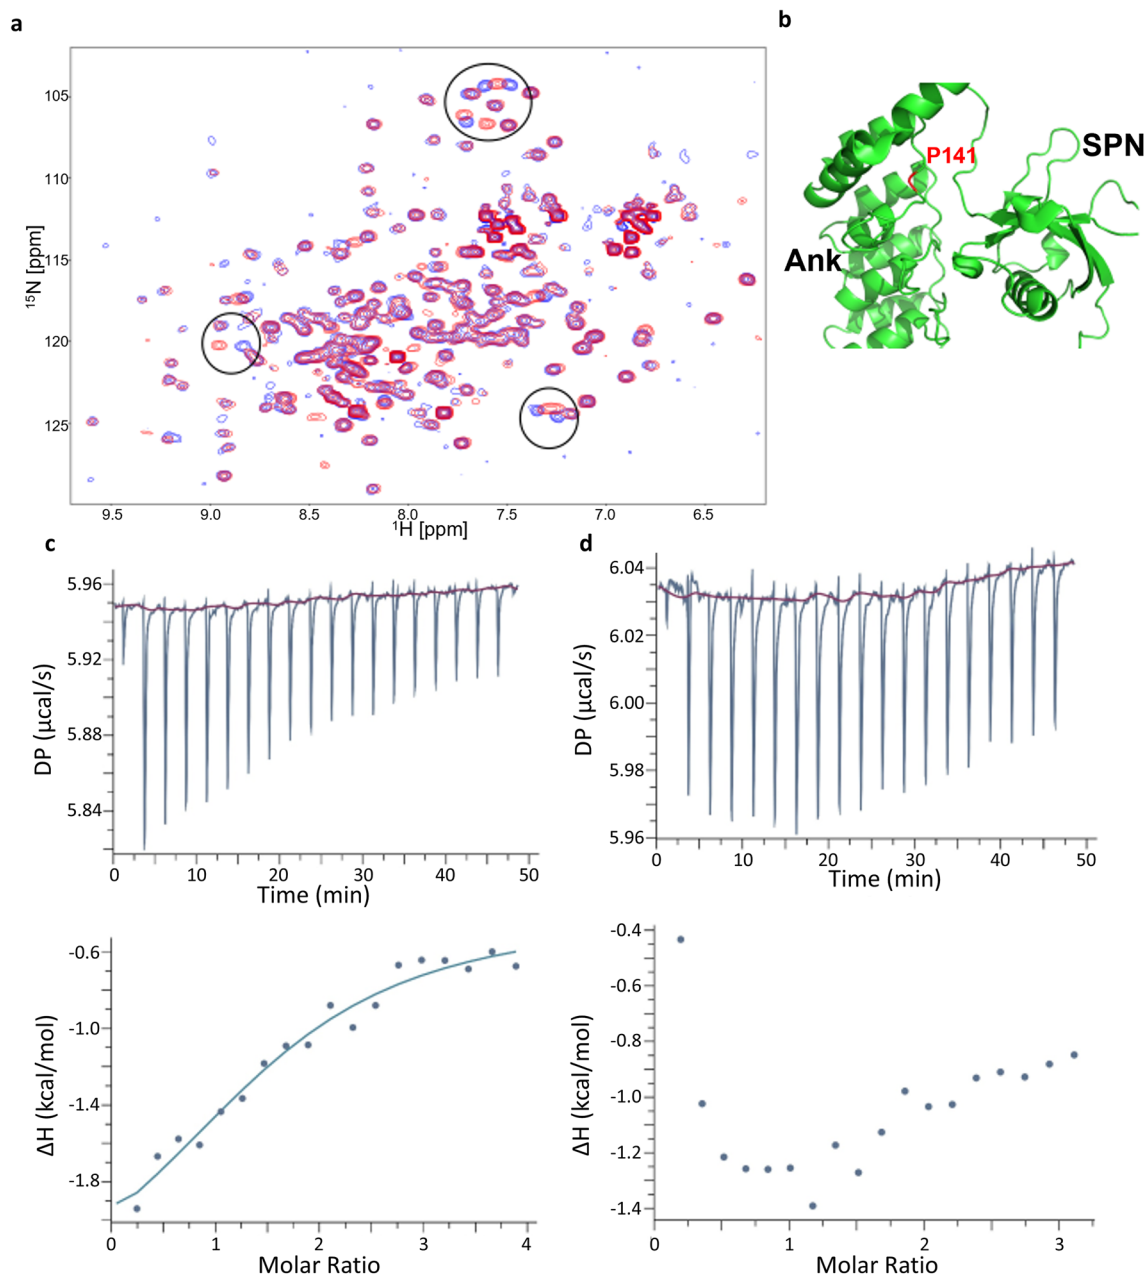 a
b
105
110
115
120
125
¹⁵N [ppm]
9.5 9.0 8.5 8.0 7.5 7.0 6.5
¹H [ppm]
P141
SPN
Ank
c
5.96
5.92
5.88
5.84
DP (µcal/s)
0 10 20 30 40 50
Time (min)
d
6.04
6.02
6.00
5.98
5.96
DP (µcal/s)
0 10 20 30 40 50
Time (min)
-0.6
-1.0
-1.4
-1.8
ΔH (kcal/mol)
0 1 2 3 4
Molar Ratio
-0.4
-0.6
-0.8
-1.0
-1.2
-1.4
ΔH (kcal/mol)
0 1 2 3
Molar Ratio